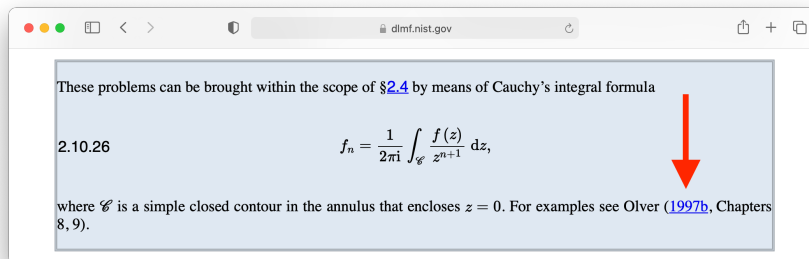 dlmf.nist.gov
These problems can be brought within the scope of §2.4 by means of Cauchy's integral formula
2.10.26 fₙ = 1/2πi ∫_𝒞 f(z)/zⁿ⁺¹ dz,
where 𝒞 is a simple closed contour in the annulus that encloses z = 0. For examples see Olver (1997b, Chapters
8, 9).